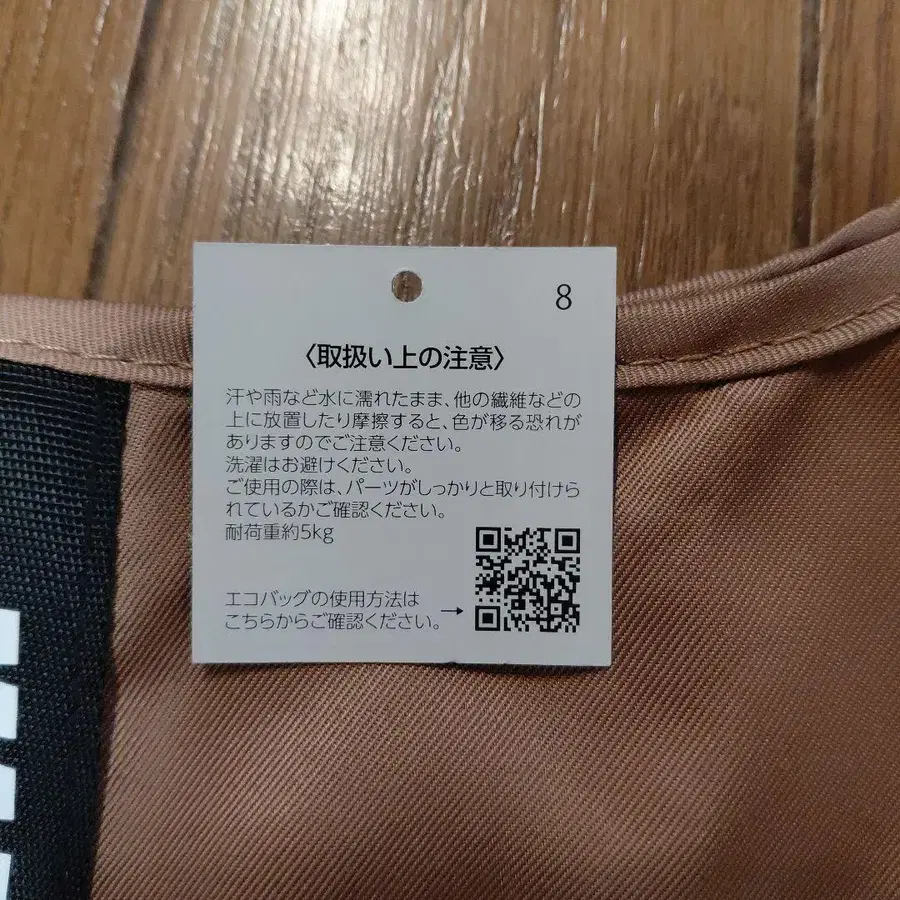 8
〈取扱い上の注意〉
汗や雨など水に濡れたまま、他の繊維などの
上に放置したり摩擦すると、色が移る恐れが
ありますのでご注意ください。
洗濯はお避けください。
ご使用の際は、パーツがしっかりと取り付けら
れているかご確認ください。
耐荷重約5kg
エコバッグの使用方法は
こちらからご確認ください。→